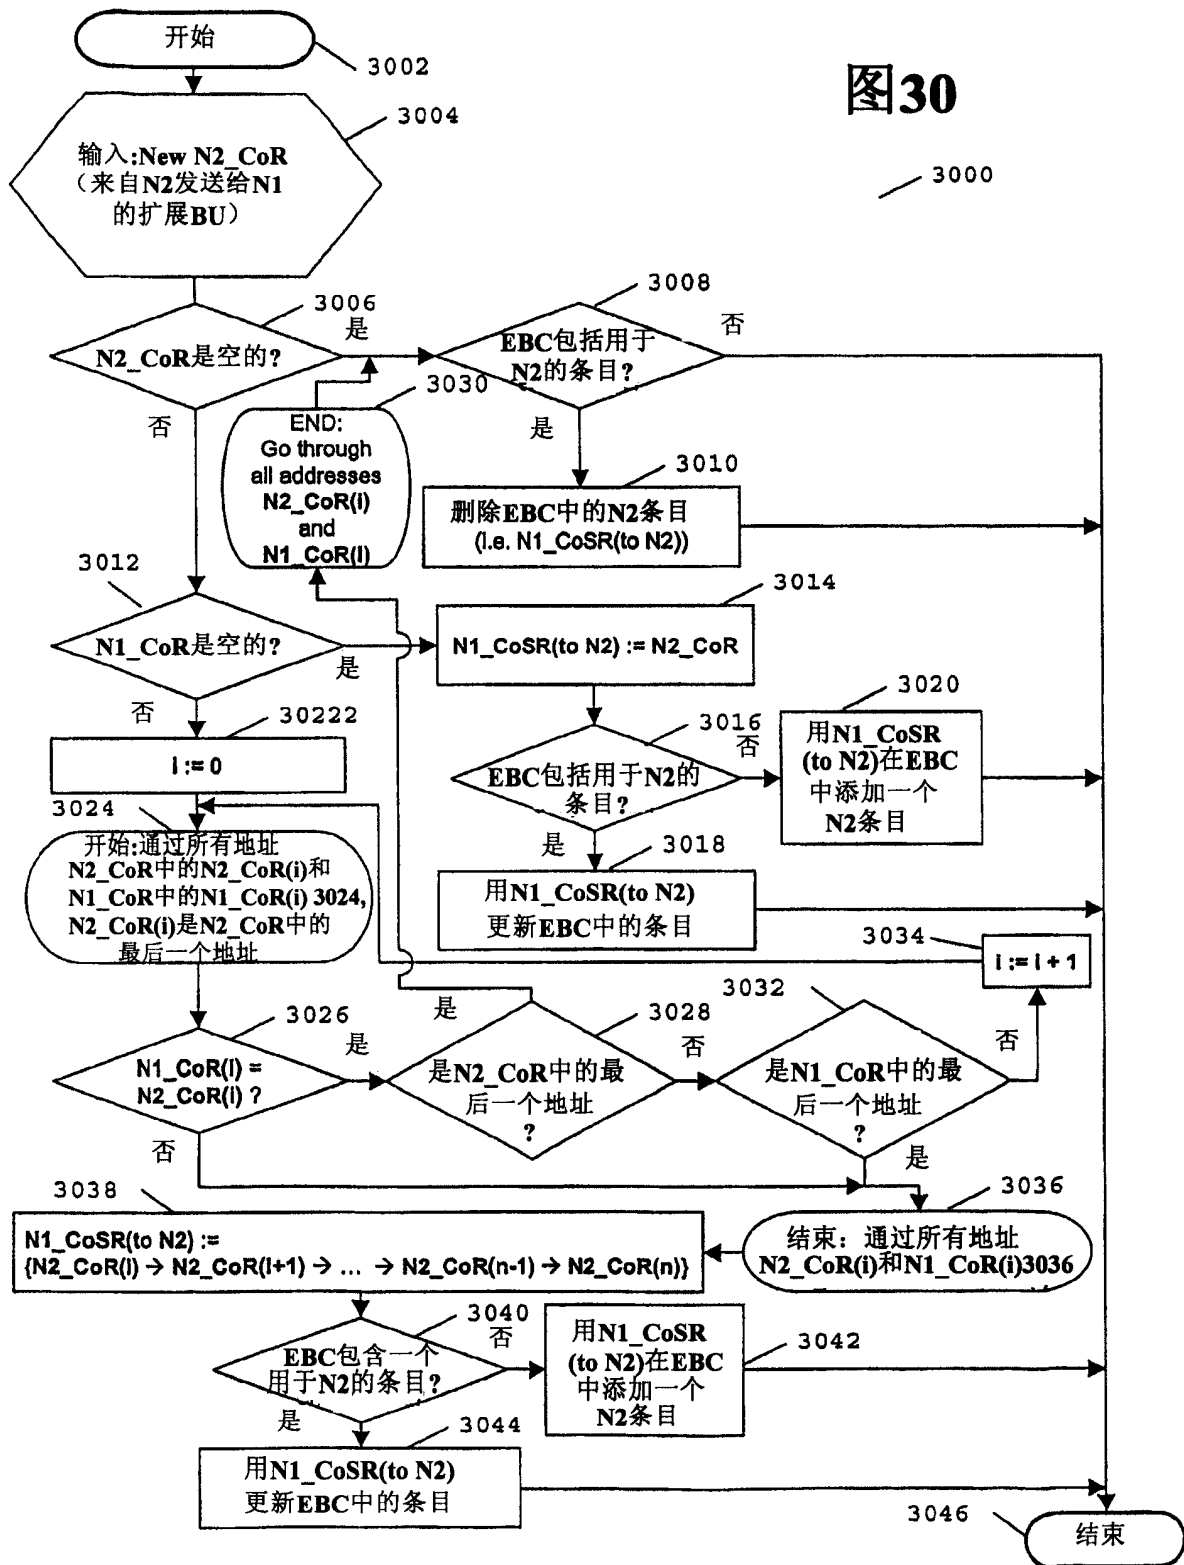 开始
3002
图30
3004
输入:New N2_CoR
（来自N2发送给N1
的扩展BU）
3000
3006
是
3008
否
N2_CoR是空的?
EBC包括用于
N2的条目?
3030
否
END:
Go through
all addresses
N2_CoR(i)
and
N1_CoR(i)
是
3010
删除EBC中的N2条目
(i.e. N1_CoSR(to N2))
3012
3014
N1_CoR是空的?
是
N1_CoSR(to N2) := N2_CoR
否
30222
i := 0
3016
否
EBC包括用于N2的
条目?
3020
用N1_CoSR
(to N2)在EBC
中添加一个
N2条目
3024
开始:通过所有地址
N2_CoR中的N2_CoR(i)和
N1_CoR中的N1_CoR(i) 3024,
N2_CoR(i)是N2_CoR中的
最后一个地址
是
3018
用N1_CoSR(to N2)
更新EBC中的条目
3034
i := i + 1
3026
是
N1_CoR(i) =
N2_CoR(i) ?
是
3028
否
是N2_CoR中的最
后一个地址
?
3032
否
是N1_CoR中的最
后一个地址
?
否
是
3038
3036
N1_CoSR(to N2) :=
{N2_CoR(i) → N2_CoR(i+1) → ... → N2_CoR(n-1) → N2_CoR(n)}
结束：通过所有地址
N2_CoR(i)和N1_CoR(i)3036
3040
否
EBC包含一个
用于N2的条目?
用N1_CoSR
(to N2)在EBC
中添加一个
N2条目
3042
是
3044
用N1_CoSR(to N2)
更新EBC中的条目
3046
结束